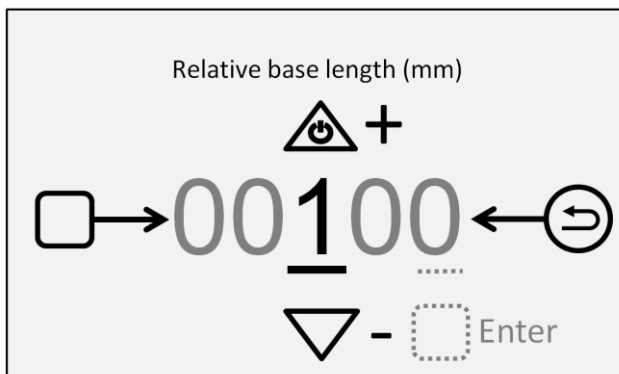 Relative base length (mm)
+
00100
- Enter